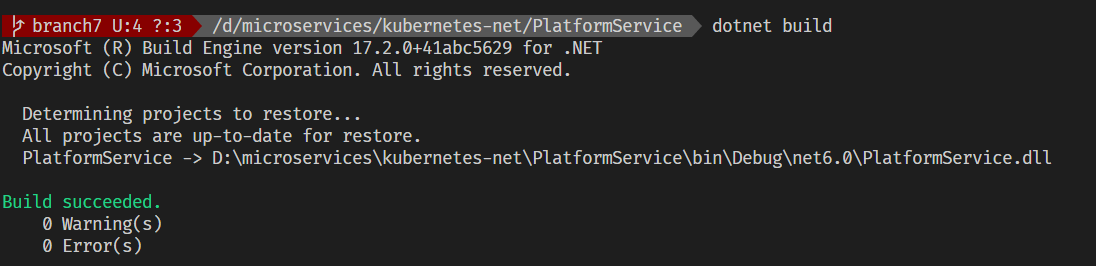 branch7 U:4 ?:3 /d/microservices/kubernetes-net/PlatformService dotnet build
Microsoft (R) Build Engine version 17.2.0+41abc5629 for .NET
Copyright (C) Microsoft Corporation. All rights reserved.
Determining projects to restore...
All projects are up-to-date for restore.
PlatformService -> D:\microservices\kubernetes-net\PlatformService\bin\Debug\net6.0\PlatformService.dll
Build succeeded.
0 Warning(s)
0 Error(s)